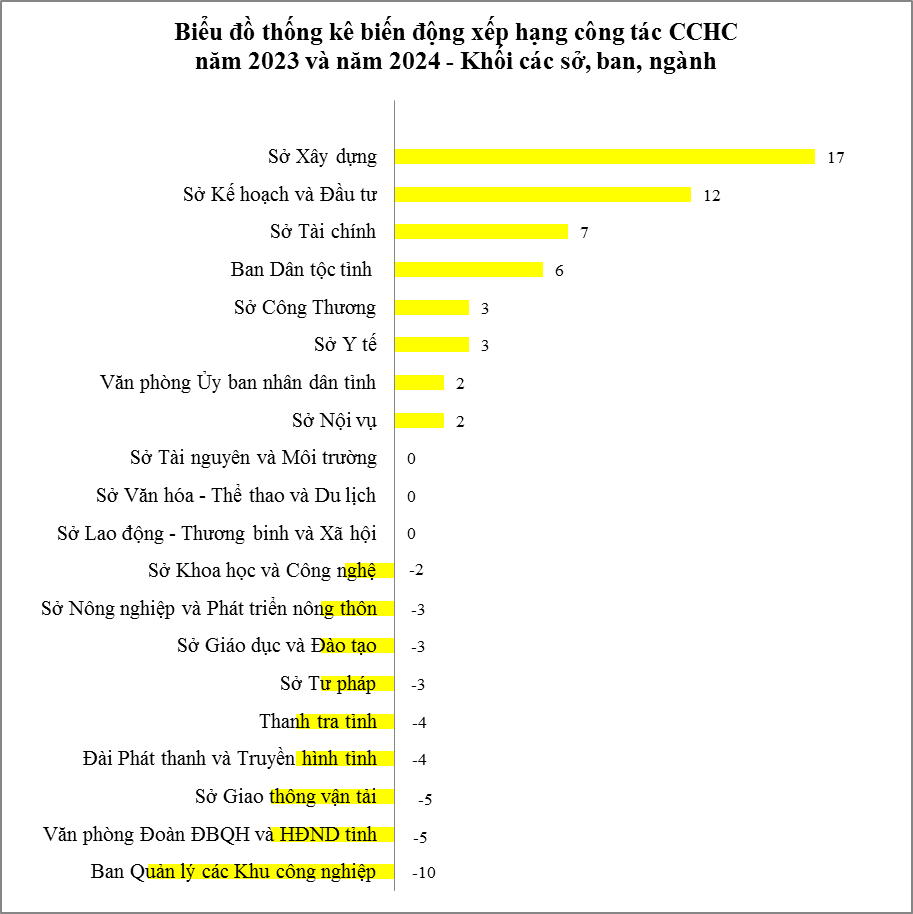 Biểu đồ thống kê biến động xếp hạng công tác CCHC
năm 2023 và năm 2024 - Khối các sở, ban, ngành
Sở Xây dựng 17
Sở Kế hoạch và Đầu tư 12
Sở Tài chính 7
Ban Dân tộc tỉnh 6
Sở Công Thương 3
Sở Y tế 3
Văn phòng Ủy ban nhân dân tỉnh 2
Sở Nội vụ 2
Sở Tài nguyên và Môi trường 0
Sở Văn hóa - Thể thao và Du lịch 0
Sở Lao động - Thương binh và Xã hội 0
Sở Khoa học và Công nghệ -2
Sở Nông nghiệp và Phát triển nông thôn -3
Sở Giáo dục và Đào tạo -3
Sở Tư pháp -3
Thanh tra tỉnh -4
Đài Phát thanh và Truyền hình tỉnh -4
Sở Giao thông vận tải -5
Văn phòng Đoàn ĐBQH và HĐND tỉnh -5
Ban Quản lý các Khu công nghiệp -10